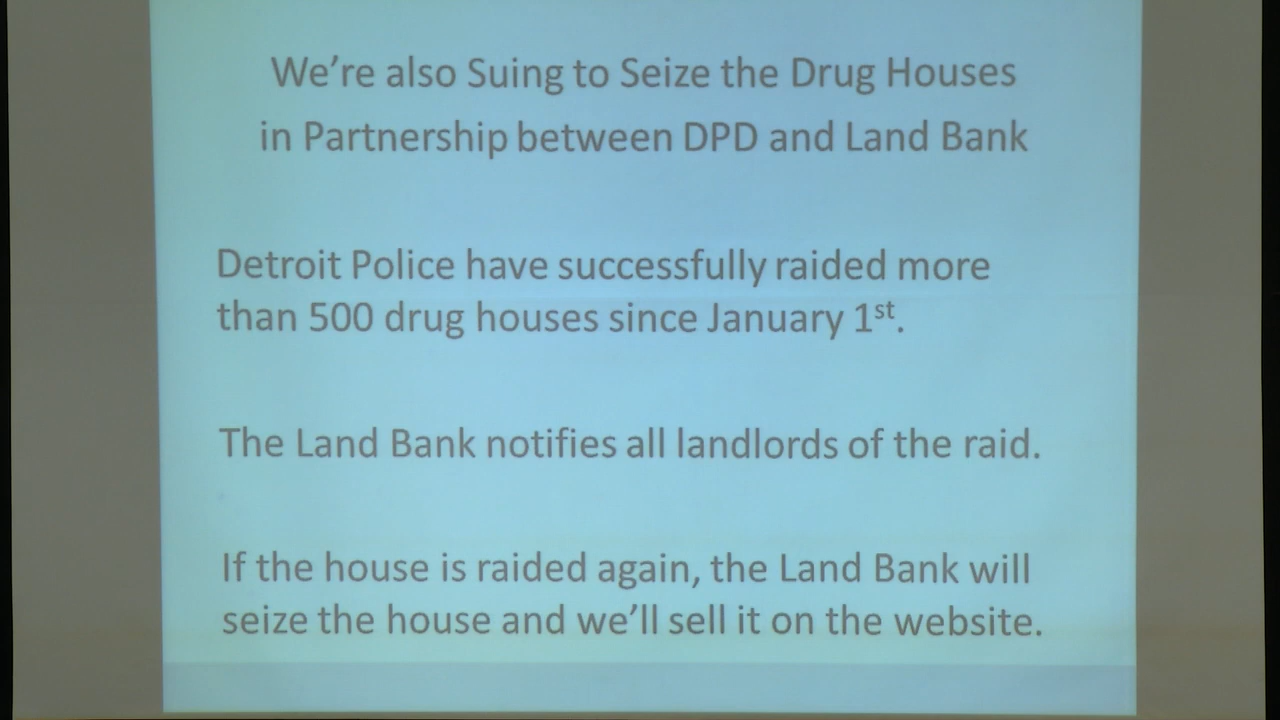 We're also Suing to Seize the Drug Houses
in Partnership between DPD and Land Bank
Detroit Police have successfully raided more
than 500 drug houses since January 1st.
The Land Bank notifies all landlords of the raid.
If the house is raided again, the Land Bank will
seize the house and we'll sell it on the website.